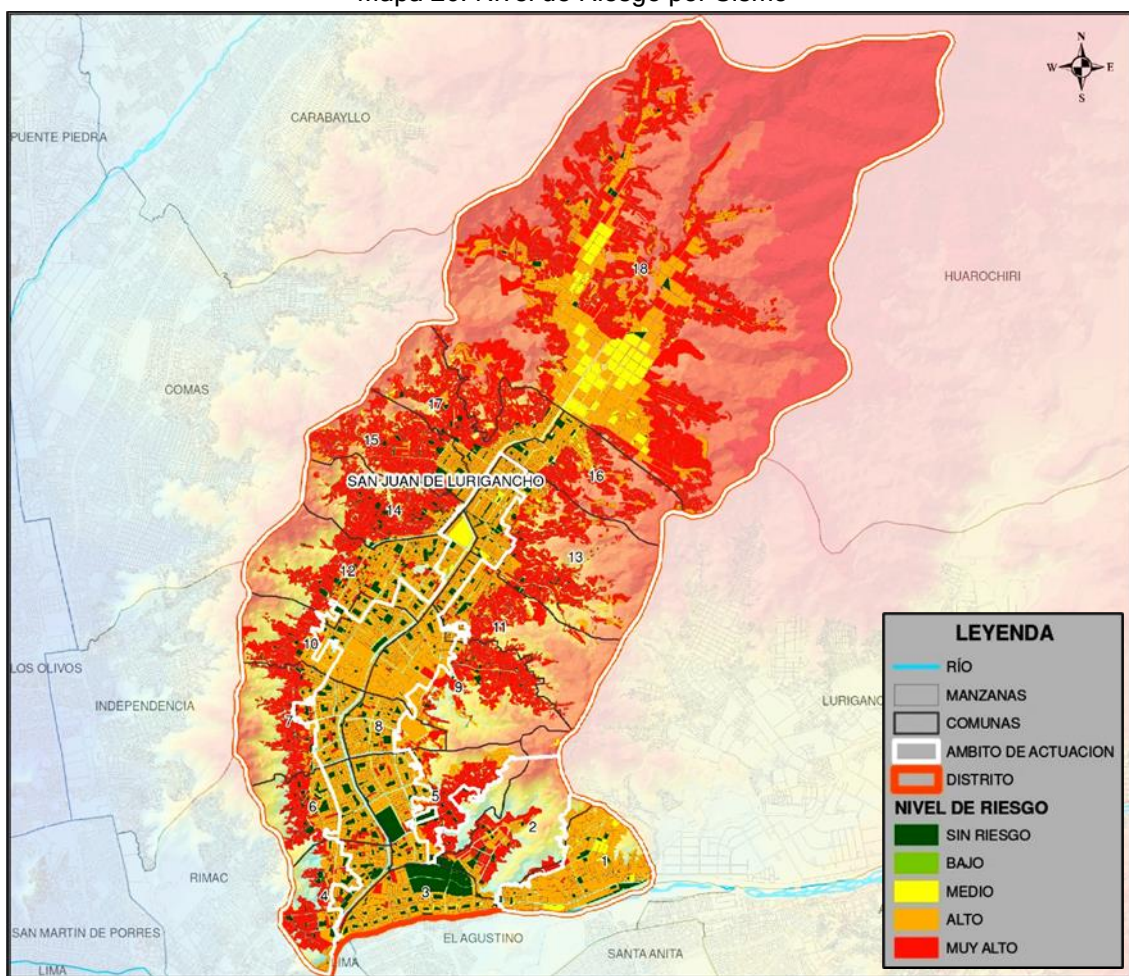 Mapa 20. Nivel de Riesgo por Sismo
N
W E
S
CARABAYLLO
PUENTE PIEDRA
18
HUAROCHIRI
COMAS
17
15
16
SAN JUAN DE LURIGANCHO
14
13
12
11
10
LOS OLIVOS
9
INDEPENDENCIA
7
8
LURIGANC
6
5
2
1
RIMAC
3
4
SAN MARTIN DE PORRES
EL AGUSTINO
SANTA ANITA
LIMA
IMA
LEYENDA
RÍO
MANZANAS
COMUNAS
AMBITO DE ACTUACION
DISTRITO
NIVEL DE RIESGO
SIN RIESGO
BAJO
MEDIO
ALTO
MUY ALTO